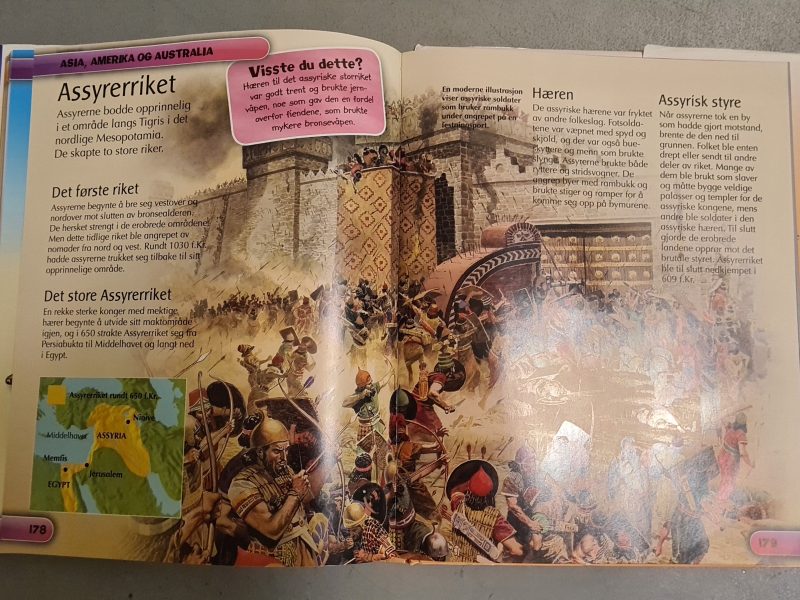 ASIA, AMERIKA OG AUSTRALIA
Assyrerriket
Assyrerne bodde opprinnelig
i et område langs Tigris i det
nordlige Mesopotamia.
De skapte to store riker.
Visste du dette?
Hæren til det assyriske storriket
var godt trent og brukte jern-
våpen, noe som gav den en fordel
overfor fiendene, som brukte
mykere bronsevåpen.
Det første riket
Assyrerne begynte å bre seg vestover og
nordover mot slutten av bronsealderen.
De hersket strengt i de erobrede områdene.
Men dette tidlige riket ble angrepet av
nomader fra nord og vest. Rundt 1030 f.Kr.
hadde assyrerne trukket seg tilbake til sitt
opprinnelige område.
Det store Assyrerriket
En rekke sterke konger med mektige
hærer begynte å utvide sitt maktområde
igjen, og i 650 strakte Assyrerriket seg fra
Persiabukta til Middelhavet og langt ned
i Egypt.
Assyrerriket rundt 650 f.Kr.
Ninive
Middelhavet
ASSYRIA
Memfis
Jerusalem
EGYPT
178
En moderne illustrasjon
viser assyriske soldater
som bruker rambukk
under angrepet på en
festningsport.
Hæren
De assyriske hærene var fryktet
av andre folkeslag. Fotsolda-
tene var væpnet med spyd og
skjold, og der var også bue-
skyttere og menn som brukte
slynge. Assyrerne brukte både
ryttere og stridsvogner. De
angrep byer med rambukk og
brukte stiger og ramper for å
komme seg opp på bymurene.
Assyrisk styre
Når assyrerne tok en by
som hadde gjort motstand,
brente de den ned til
grunnen. Folket ble enten
drept eller sendt til andre
deler av riket. Mange av
dem ble brukt som slaver
og måtte bygge veldige
palasser og templer for de
assyriske kongene, mens
andre ble soldater i den
assyriske hæren. Til slutt
gjorde de erobrede
landene opprør mot det
brutale styret. Assyrerriket
ble til slutt nedkjempet i
609 f.Kr.
179